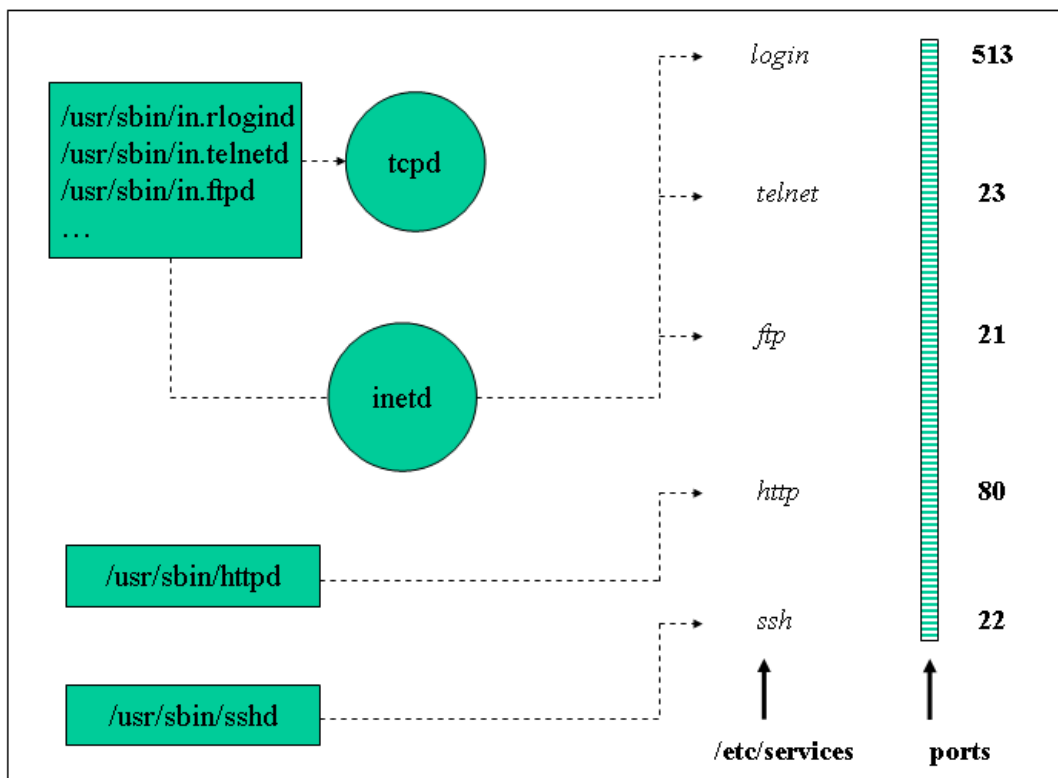 login
513
/usr/sbin/in.rlogind
/usr/sbin/in.telnetd
/usr/sbin/in.ftpd
…
tcpd
telnet
23
ftp
21
inetd
http
80
/usr/sbin/httpd
ssh
22
/usr/sbin/sshd
/etc/services
ports